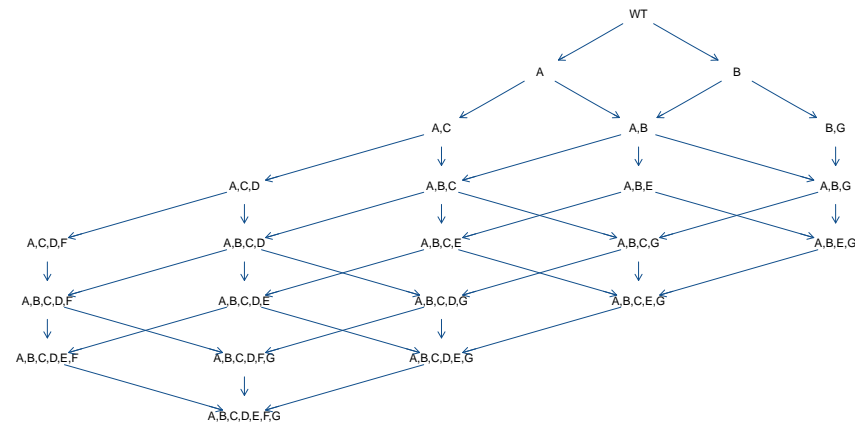 WT
A
B
A,C
A,B
B,G
A,C,D
A,B,C
A,B,E
A,B,G
A,C,D,F
A,B,C,D
A,B,C,E
A,B,C,G
A,B,E,G
A,B,C,D,F
A,B,C,D,E
A,B,C,D,G
A,B,C,E,G
A,B,C,D,E,F
A,B,C,D,F,G
A,B,C,D,E,G
A,B,C,D,E,F,G